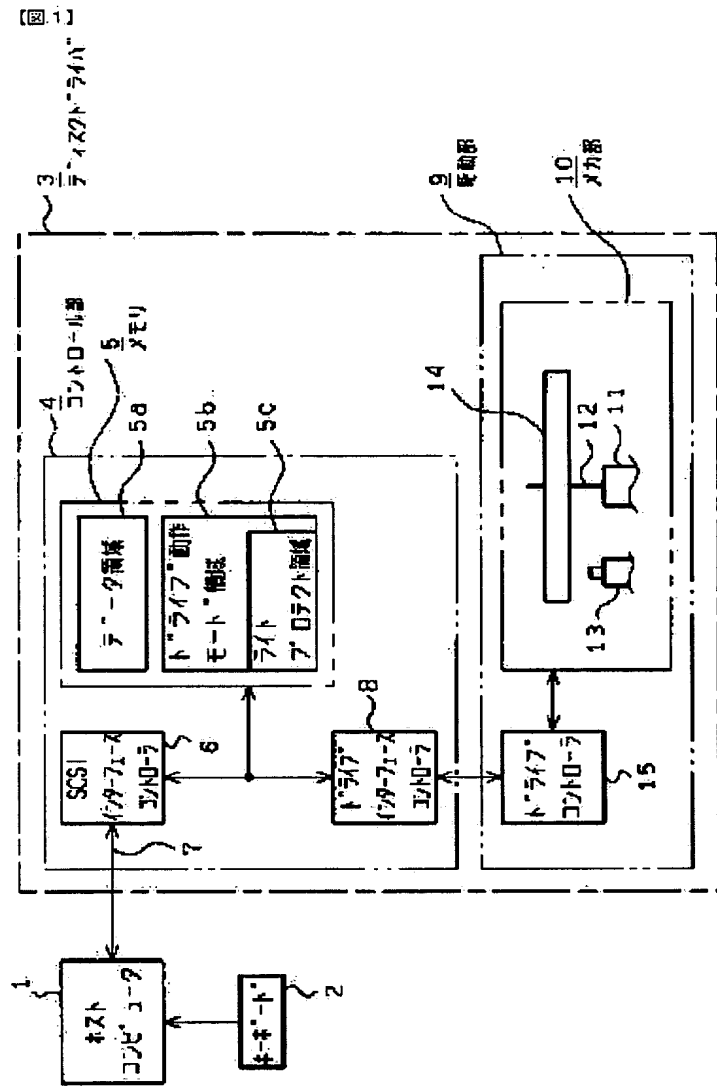 【図.1】
3
ディスクドライバ
4
コントロール部
5
メモリ
5a
データ領域
5b
ドライブ動作
モード領域
5c
ライト
プロテクト領域
SCSI
インターフェース
コントローラ
6
7
8
ドライブ
インターフェース
コントローラ
9
駆動部
10
メカ部
14
12
11
13
ドライブ
コントローラ
15
1
ホスト
コンピュータ
キーボード
2